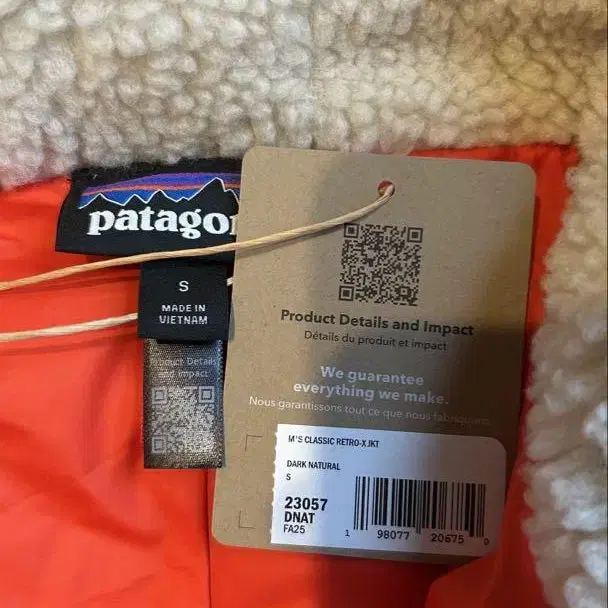 patago
S
MADE IN
VIETNAM
Product Details
and Impact
Product Details and Impact
Détails du produit et impact
We guarantee
everything we make.
Nous garantissons tout ce que nous fabriquons.
M'S CLASSIC RETRO-X JKT
DARK NATURAL
S
23057
DNAT
FA25
1 98077 20675 0